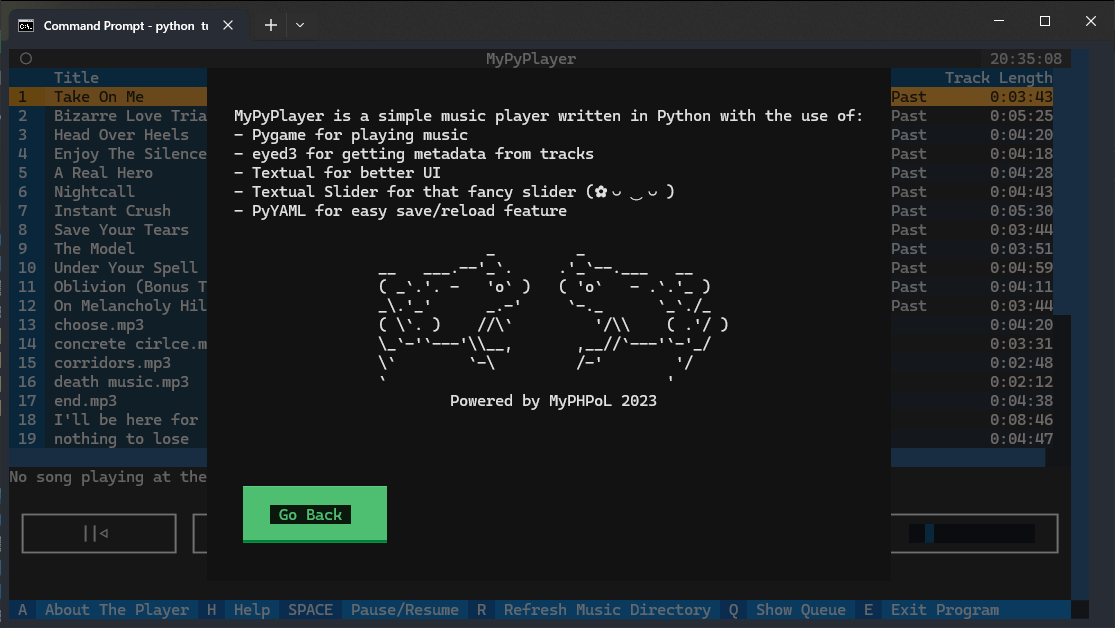 Command Prompt - python tu
MyPyPlayer 20:35:08
Title Track Length
1 Take On Me Past 0:03:43
2 Bizarre Love Tria Past 0:05:25
3 Head Over Heels Past 0:04:20
4 Enjoy The Silence Past 0:04:18
5 A Real Hero Past 0:04:28
6 Nightcall Past 0:04:43
7 Instant Crush Past 0:05:30
8 Save Your Tears Past 0:03:44
9 The Model Past 0:03:51
10 Under Your Spell Past 0:04:59
11 Oblivion (Bonus T Past 0:04:11
12 On Melancholy Hil Past 0:03:44
13 choose.mp3 0:04:20
14 concrete cirlce.m 0:03:31
15 corridors.mp3 0:02:48
16 death music.mp3 0:02:12
17 end.mp3 0:04:38
18 I'll be here for 0:08:46
19 nothing to lose 0:04:47
MyPyPlayer is a simple music player written in Python with the use of:
- Pygame for playing music
- eyed3 for getting metadata from tracks
- Textual for better UI
- Textual Slider for that fancy slider (✿◡ ‿ ◡ )
- PyYAML for easy save/reload feature
Powered by MyPHPoL 2023
Go Back
No song playing at the
A About The Player H Help SPACE Pause/Resume R Refresh Music Directory Q Show Queue E Exit Program